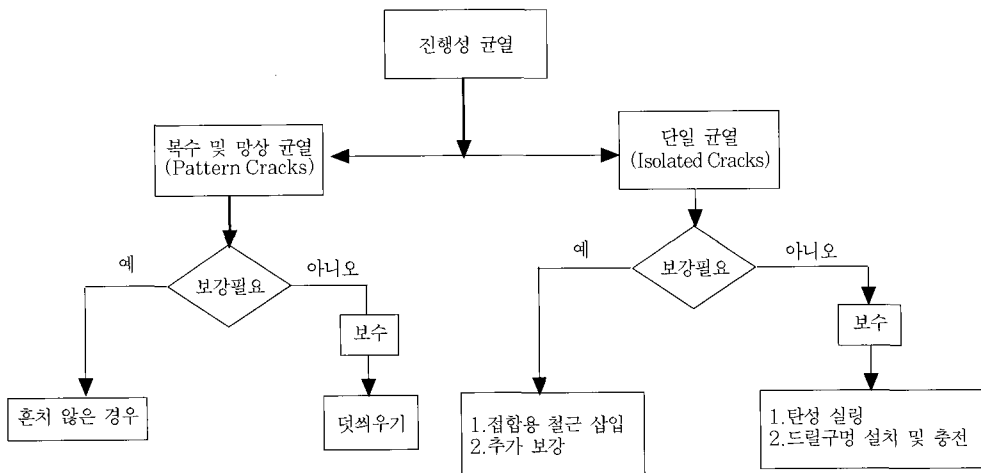 진행성 균열
복수 및 망상 균열
(Pattern Cracks)
단일 균열
(Isolated Cracks)
예
보강필요
아니오
예
보강필요
아니오
보수
보수
흔치 않은 경우
덧씌우기
1.접합용 철근 삽입
2.추가 보강
1.탄성 실링
2.드릴구멍 설치 및 충전